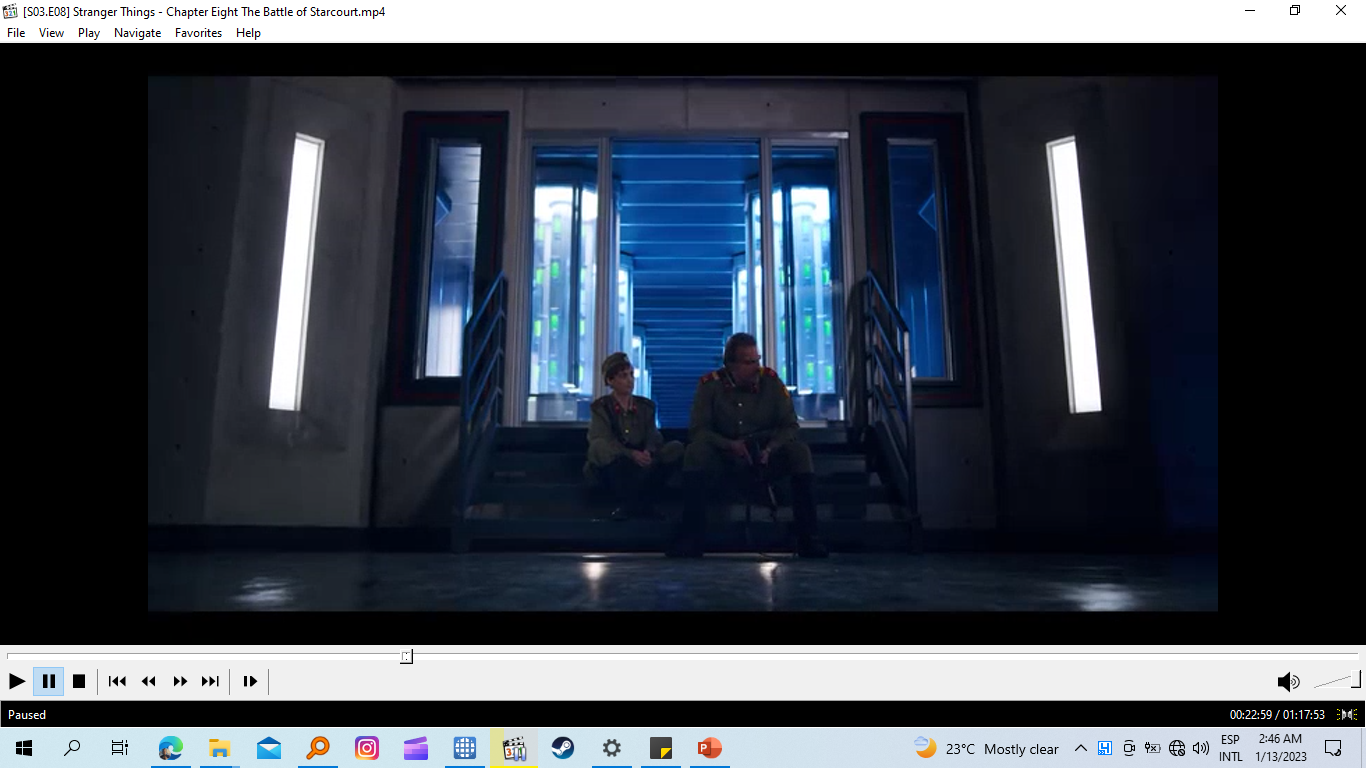 [S03.E08] Stranger Things - Chapter Eight The Battle of Starcourt.mp4
File View Play Navigate Favorites Help
Paused
00:22:59 / 01:17:53
23°C Mostly clear
ESP
INTL
2:46 AM
1/13/2023